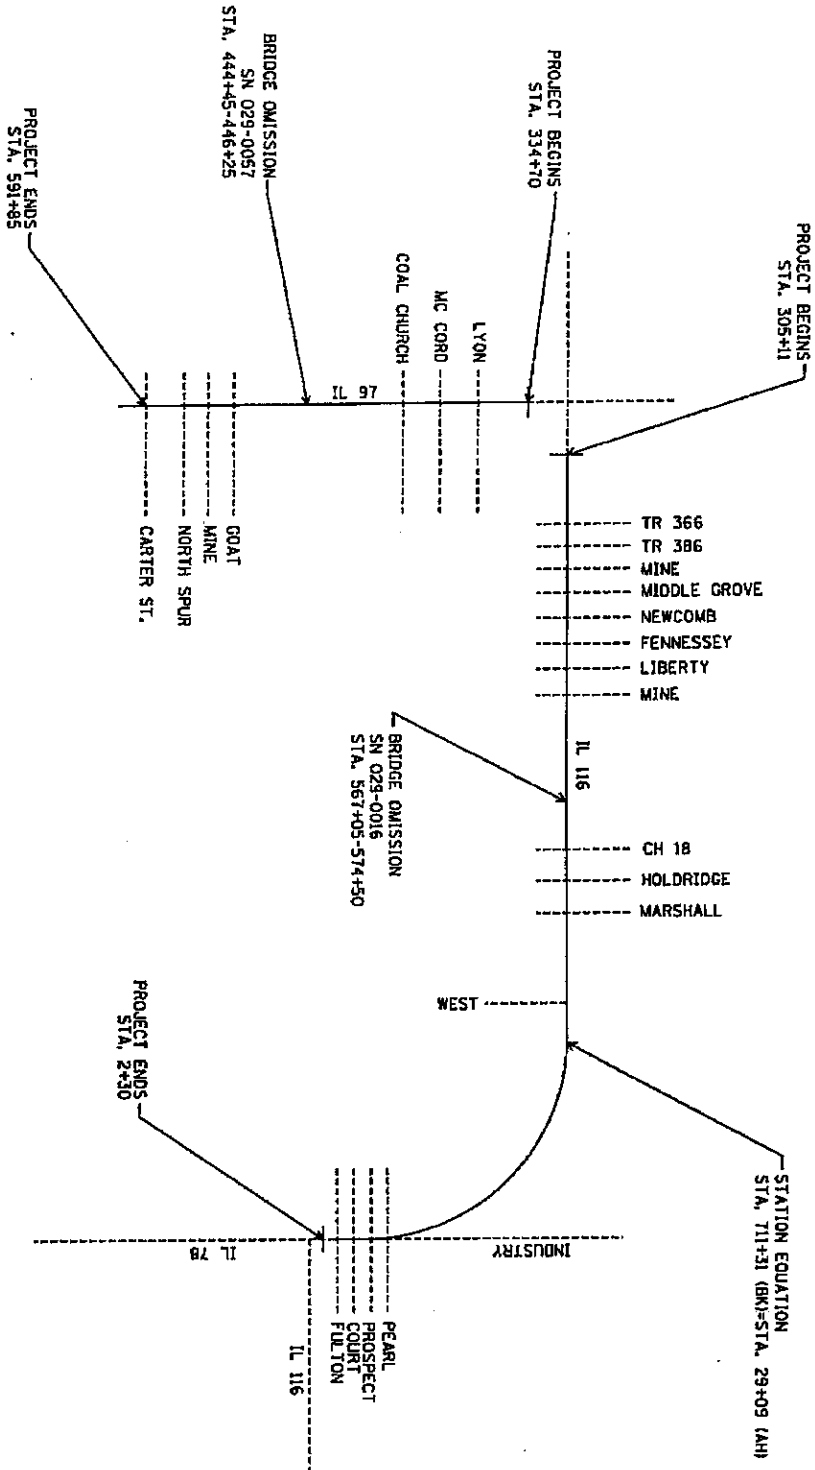 PROJECT BEGINS
STA. 305+11
PROJECT BEGINS
STA. 334+70
BRIDGE OMISSION
SN 029-0057
STA. 444+45-446+25
PROJECT ENDS
STA. 591+85
LYON
MC CORD
COAL CHURCH
IL 97
GOAT
MINE
NORTH SPUR
CARTER ST.
TR 366
TR 386
MINE
MIDDLE GROVE
NEWCOMB
FENNESSEY
LIBERTY
MINE
IL 116
BRIDGE OMISSION
SN 029-0016
STA. 567+05-574+50
CH 18
HOLDRIDGE
MARSHALL
WEST
STATION EQUATION
STA. 711+31 (BK)=STA. 29+09 (AH)
PROJECT ENDS
STA. 2+30
INDUSTRY
IL 78
PEARL
PROSPECT
COURT
FULTON
IL 116